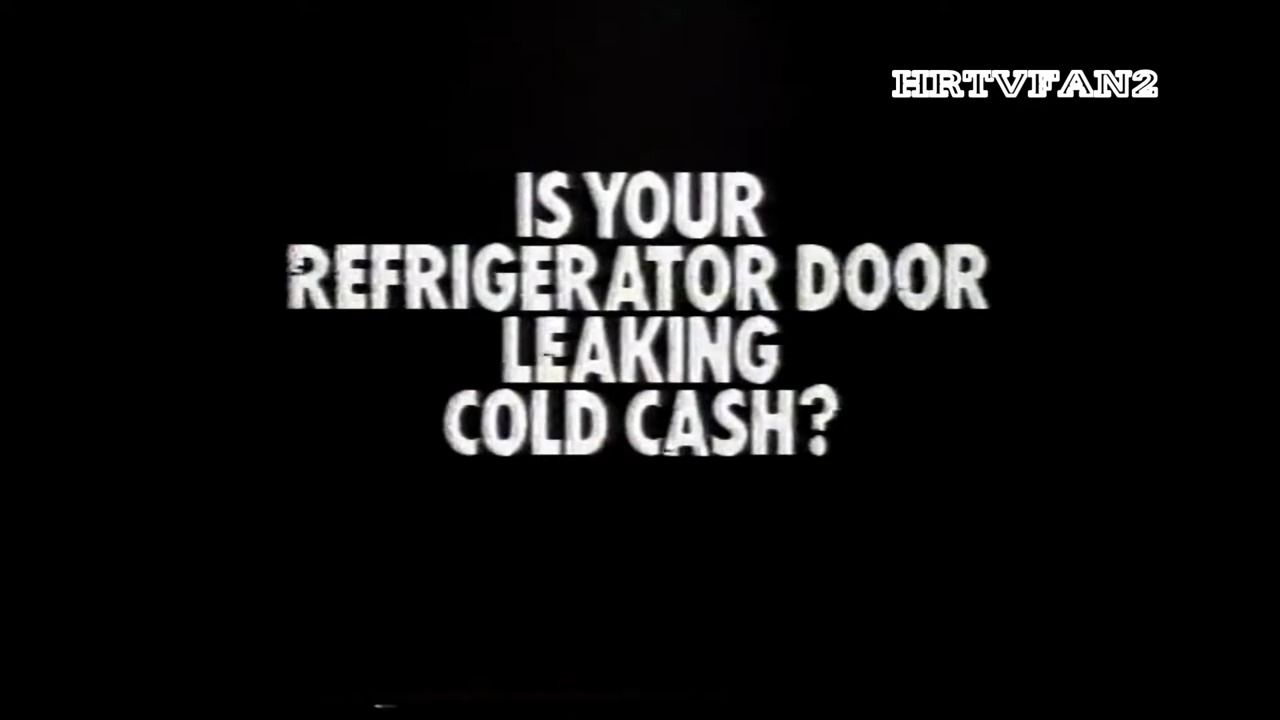 HRTVFAN2
IS YOUR
REFRIGERATOR DOOR
LEAKING
COLD CASH?